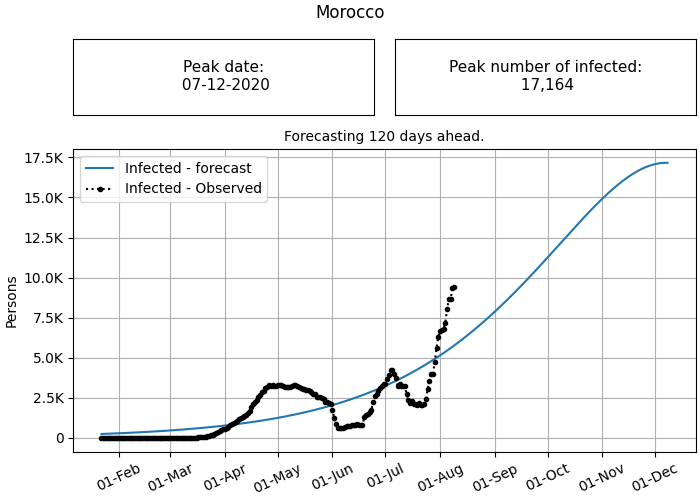 Morocco
Peak date:
07-12-2020
Peak number of infected:
17,164
Forecasting 120 days ahead.
Infected - forecast
Infected - Observed
Persons
17.5K
15.0K
12.5K
10.0K
7.5K
5.0K
2.5K
0
01-Feb
01-Mar
01-Apr
01-May
01-Jun
01-Jul
01-Aug
01-Sep
01-Oct
01-Nov
01-Dec